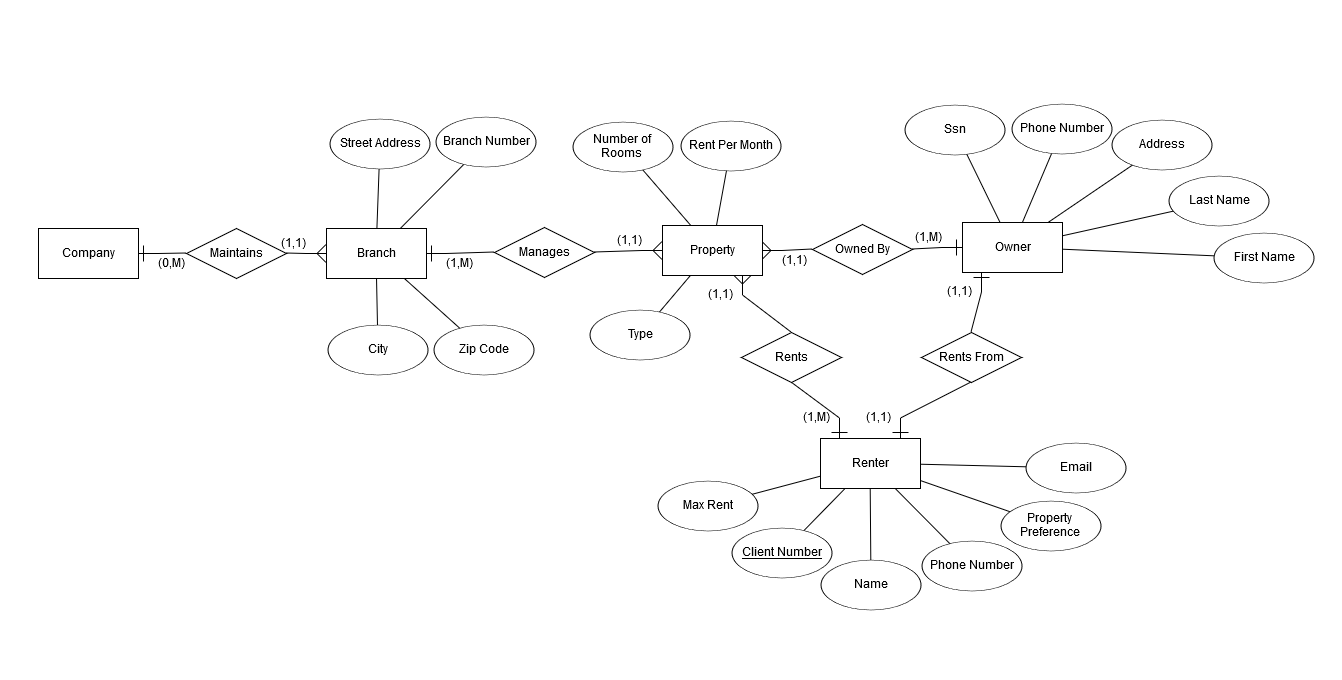 Ssn
Phone Number
Address
Street Address
Branch Number
Number of
Rooms
Rent Per Month
Last Name
Company
Maintains
(0,M)
(1,1)
Branch
(1,M)
Manages
(1,1)
Property
(1,1)
Owned By
(1,M)
Owner
First Name
(1,1)
(1,1)
City
Zip Code
Type
Rents
Rents From
(1,M)
(1,1)
Renter
Email
Max Rent
Property
Preference
Client Number
Name
Phone Number